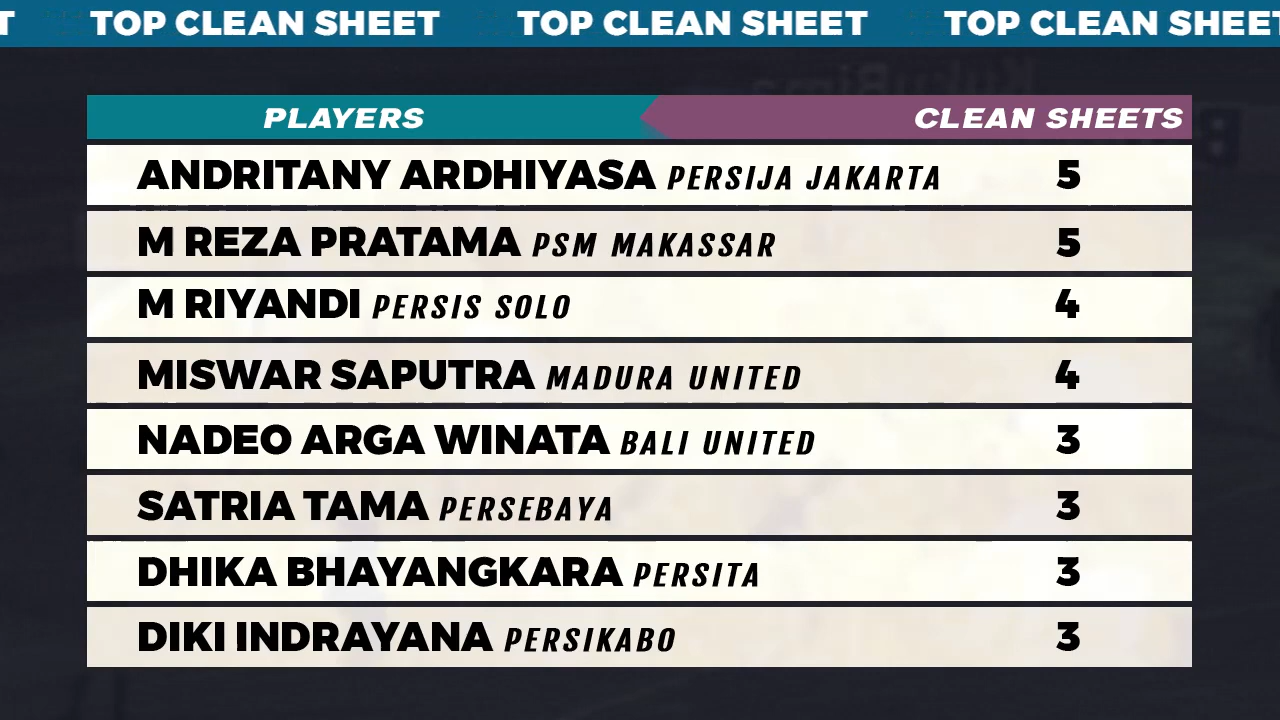 TOP CLEAN SHEET TOP CLEAN SHEET TOP CLEAN SHEET
PLAYERS CLEAN SHEETS
ANDRITANY ARDHIYASA PERSIJA JAKARTA 5
M REZA PRATAMA PSM MAKASSAR 5
M RIYANDI PERSIS SOLO 4
MISWAR SAPUTRA MADURA UNITED 4
NADEO ARGA WINATA BALI UNITED 3
SATRIA TAMA PERSEBAYA 3
DHIKA BHAYANGKARA PERSITA 3
DIKI INDRAYANA PERSIKABO 3